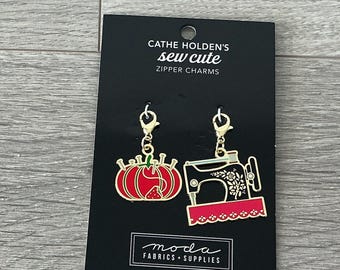 CATHE HOLDEN'S
sew cute
ZIPPER CHARMS
moda
FABRICS + SUPPLIES